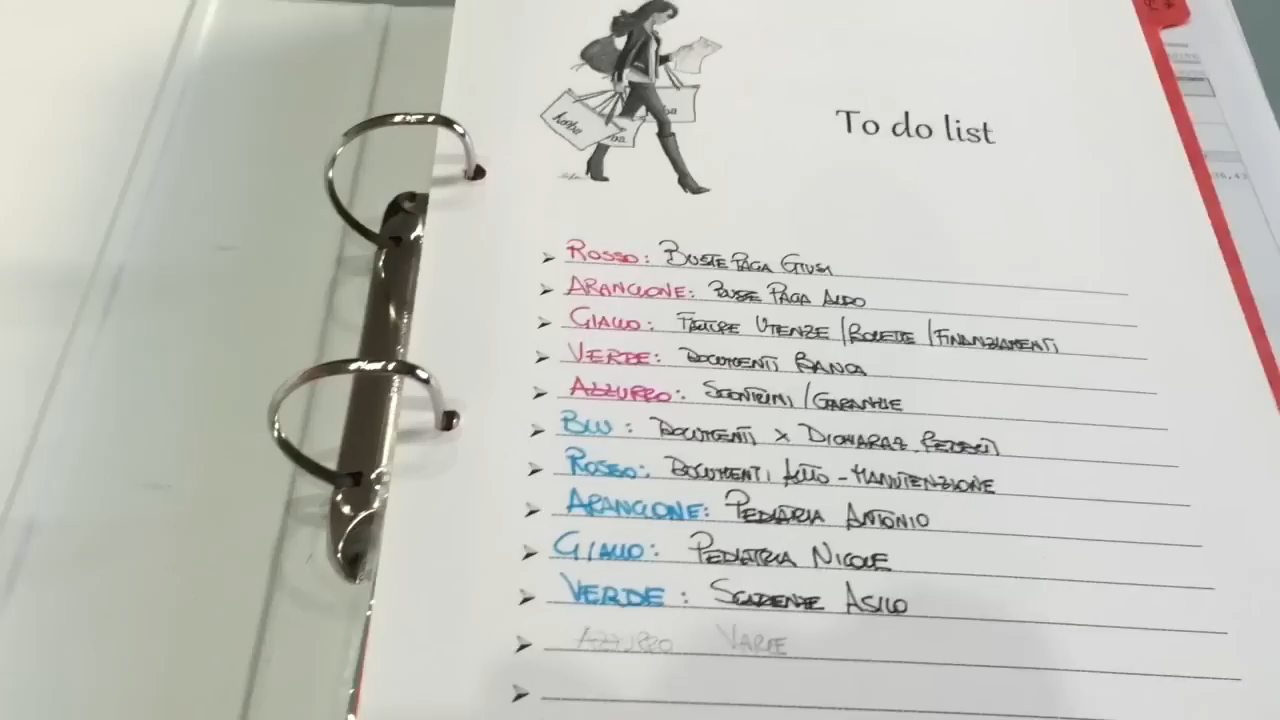 To do list
ROSSO: BUSTE PAGA GIUSI
ARANCIONE: BUSTE PAGA ALDO
GIALLO: FATTURE UTENZE/BOLLETTE/FINANZIAMENTI
VERDE: DOCUMENTI BANCA
AZZURRO: SCONTRINI/GARANZIE
BLU: DOCUMENTI X DICHIARAZ. REDDITI
ROSSO: DOCUMENTI AUTO - MANUTENZIONE
ARANCIONE: PEDIATRIA ANTONIO
GIALLO: PEDIATRIA NICOLE
VERDE: SCADENZE ASILO
AZZURRO VARIE